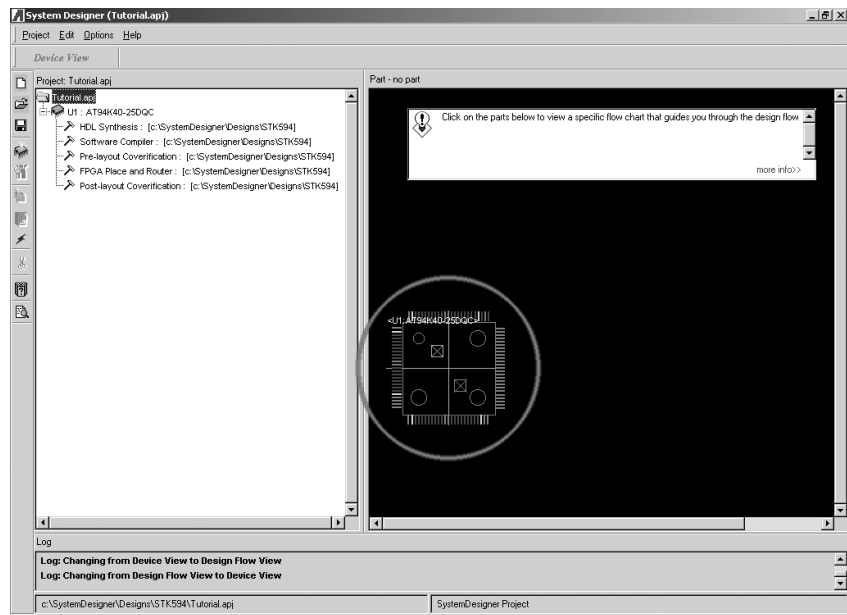 System Designer (Tutorial.apj)
Project Edit Options Help
Device View
Project: Tutorial.apj
Tutorial.apj
U1 : AT94K40-25DQC
HDL Synthesis : [c:\SystemDesigner\Designs\STK594]
Software Compiler : [c:\SystemDesigner\Designs\STK594]
Pre-layout Coverification : [c:\SystemDesigner\Designs\STK594]
FPGA Place and Router : [c:\SystemDesigner\Designs\STK594]
Post-layout Coverification : [c:\SystemDesigner\Designs\STK594]
Part - no part
Click on the parts below to view a specific flow chart that guides you through the design flow
more info>>
<U1:AT94K40-25DQC>
Log
Log: Changing from Device View to Design Flow View
Log: Changing from Design Flow View to Device View
c:\SystemDesigner\Designs\STK594\Tutorial.apj
SystemDesigner Project